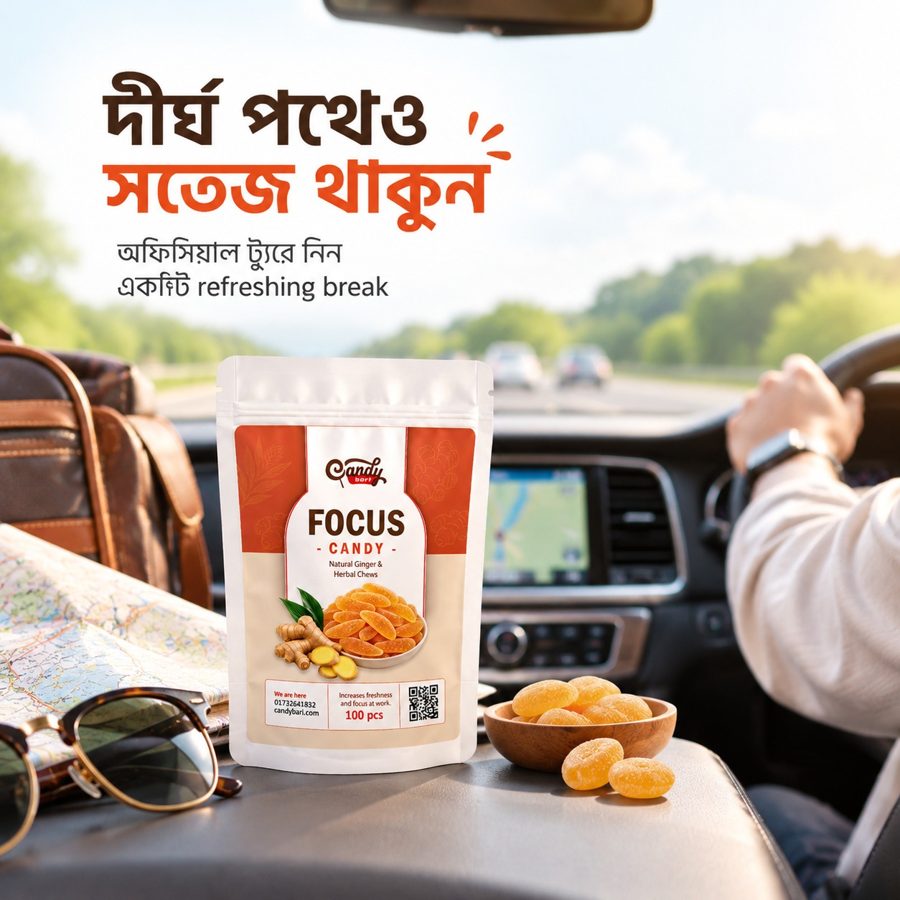 দীর্ঘ পথেও
সতেজ থাকুন
অফিসিয়াল ট্যুরে নিন
একটি refreshing break
Candy
bari
FOCUS
- CANDY -
Natural Ginger &
Herbal Chews
We are here
01732641832
candybari.com
Increases freshness
and focus at work.
100 pcs